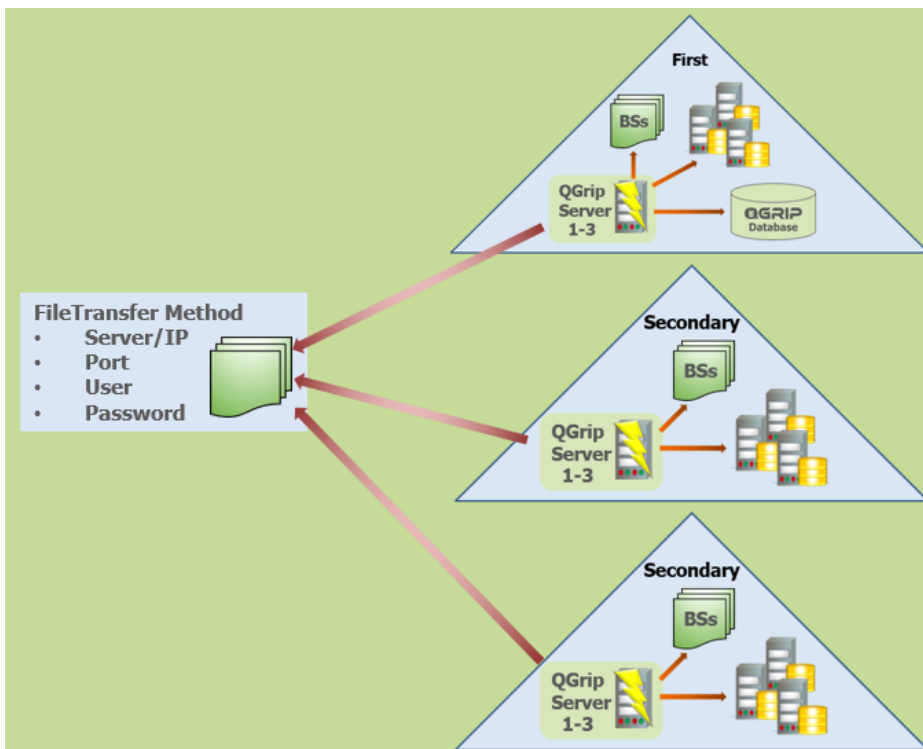 First
BSs
QGrip
Server
1-3
QGRIP
Database
FileTransfer Method
• Server/IP
• Port
• User
• Password
Secondary
BSs
QGrip
Server
1-3
Secondary
BSs
QGrip
Server
1-3